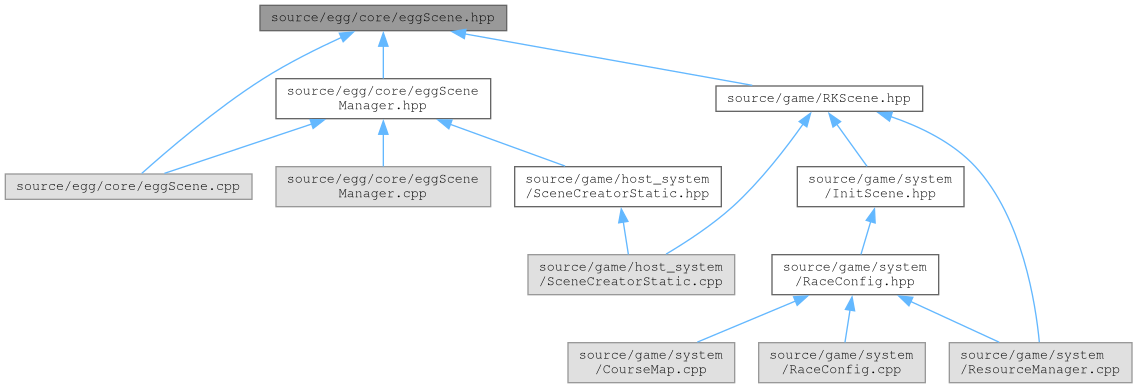 source/egg/core/eggScene.hpp
source/egg/core/eggScene
Manager.hpp
source/game/RKScene.hpp
source/egg/core/eggScene.cpp
source/egg/core/eggScene
Manager.cpp
source/game/host_system
/SceneCreatorStatic.hpp
source/game/system
/InitScene.hpp
source/game/host_system
/SceneCreatorStatic.cpp
source/game/system
/RaceConfig.hpp
source/game/system
/CourseMap.cpp
source/game/system
/RaceConfig.cpp
source/game/system
/ResourceManager.cpp